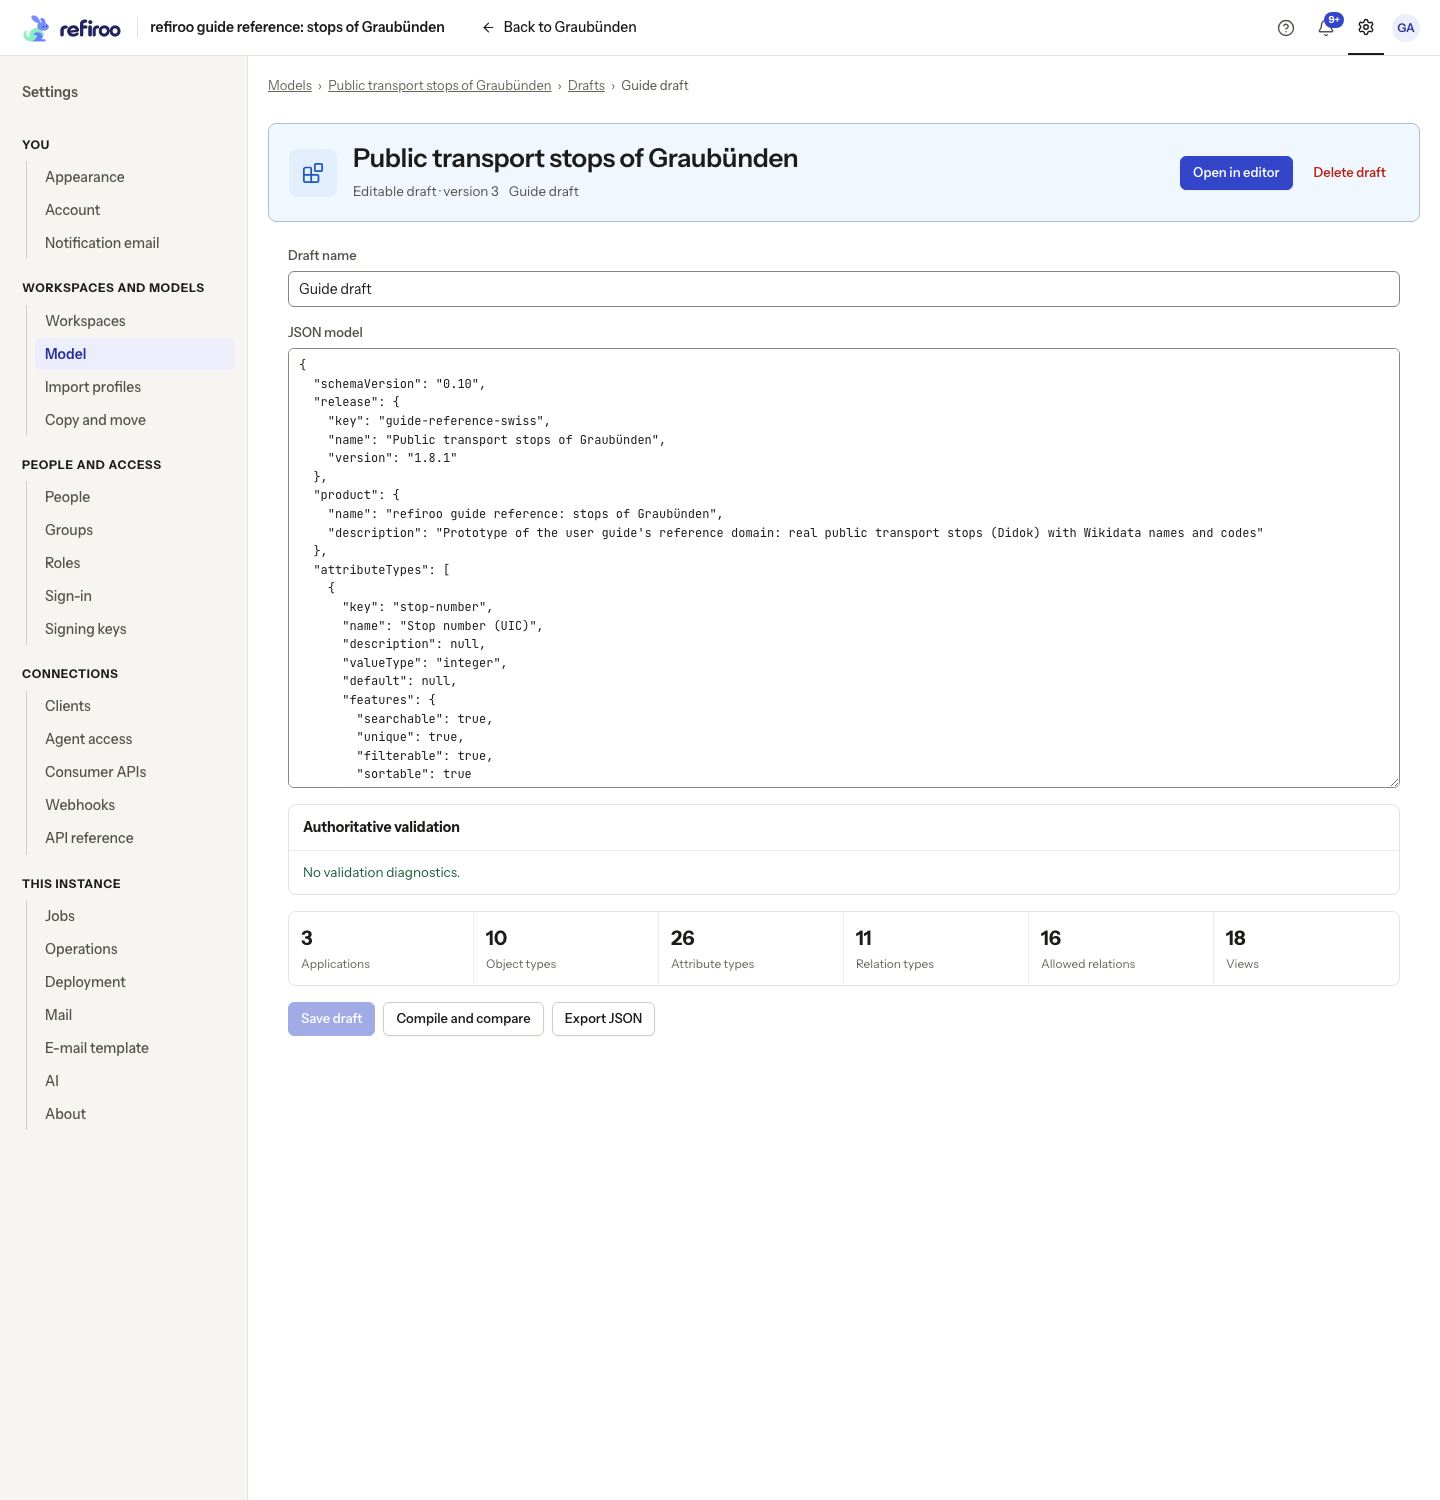 refiroo
refiroo guide reference: stops of Graubünden
← Back to Graubünden
9+
GA
Settings
YOU
Appearance
Account
Notification email
WORKSPACES AND MODELS
Workspaces
Model
Import profiles
Copy and move
PEOPLE AND ACCESS
People
Groups
Roles
Sign-in
Signing keys
CONNECTIONS
Clients
Agent access
Consumer APIs
Webhooks
API reference
THIS INSTANCE
Jobs
Operations
Deployment
Mail
E-mail template
AI
About
Models › Public transport stops of Graubünden › Drafts › Guide draft
Public transport stops of Graubünden
Editable draft · version 3 Guide draft
Open in editor
Delete draft
Draft name
Guide draft
JSON model
{
"schemaVersion": "0.10",
"release": {
"key": "guide-reference-swiss",
"name": "Public transport stops of Graubünden",
"version": "1.8.1"
},
"product": {
"name": "refiroo guide reference: stops of Graubünden",
"description": "Prototype of the user guide's reference domain: real public transport stops (Didok) with Wikidata names and codes"
},
"attributeTypes": [
{
"key": "stop-number",
"name": "Stop number (UIC)",
"description": null,
"valueType": "integer",
"default": null,
"features": {
"searchable": true,
"unique": true,
"filterable": true,
"sortable": true
Authoritative validation
No validation diagnostics.
3
Applications
10
Object types
26
Attribute types
11
Relation types
16
Allowed relations
18
Views
Save draft
Compile and compare
Export JSON